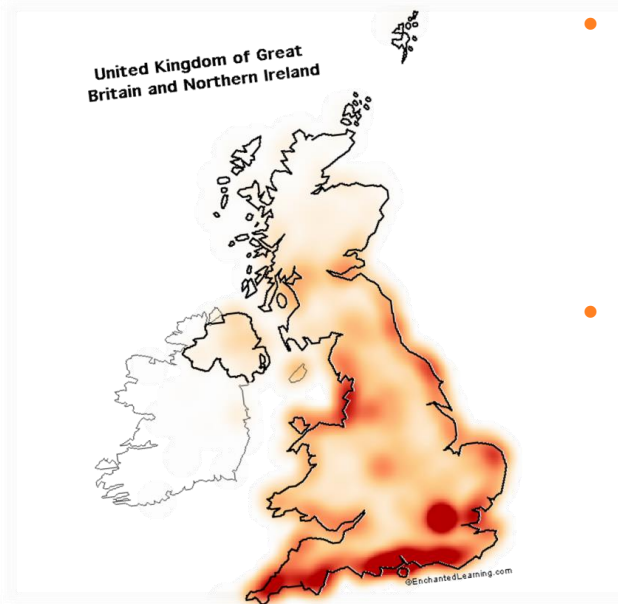 United Kingdom of Great
Britain and Northern Ireland
©EnchantedLearning.com